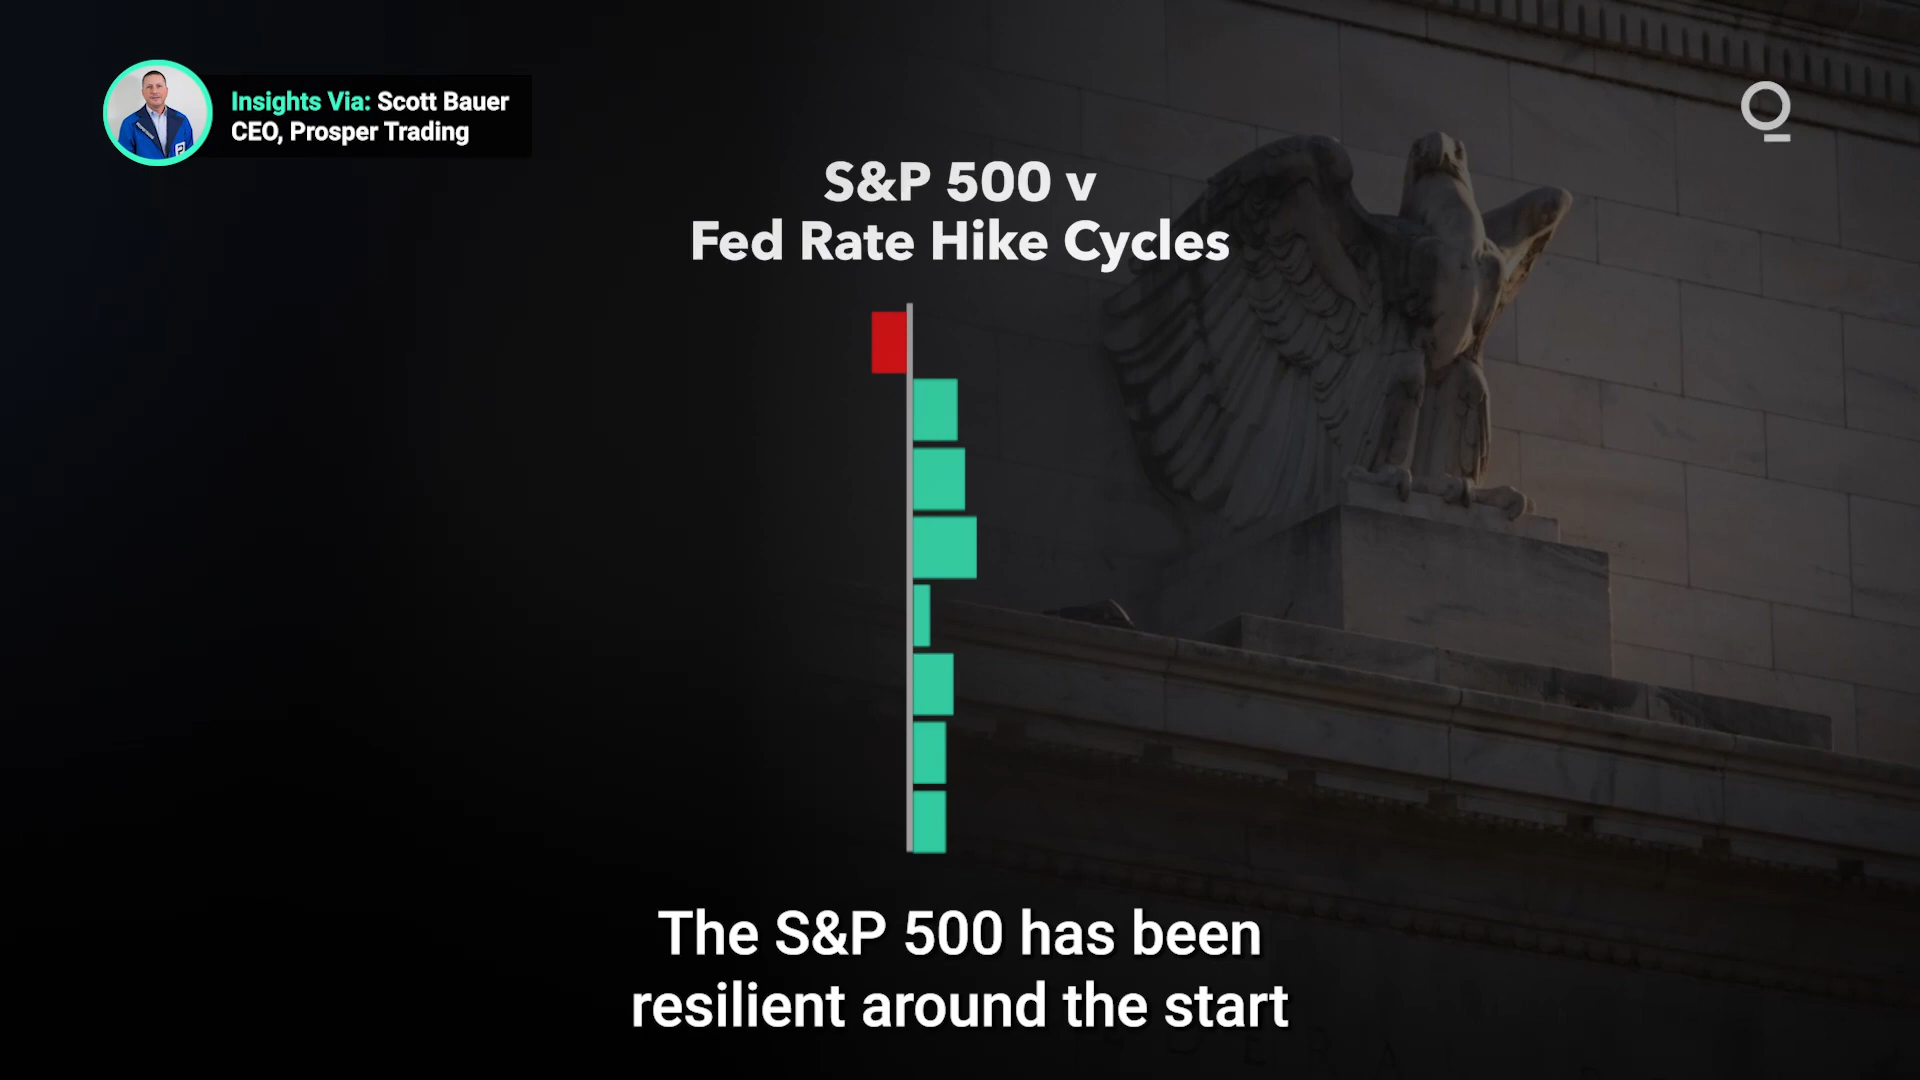 Insights Via: Scott Bauer
CEO, Prosper Trading
S&P 500 v
Fed Rate Hike Cycles
The S&P 500 has been
resilient around the start